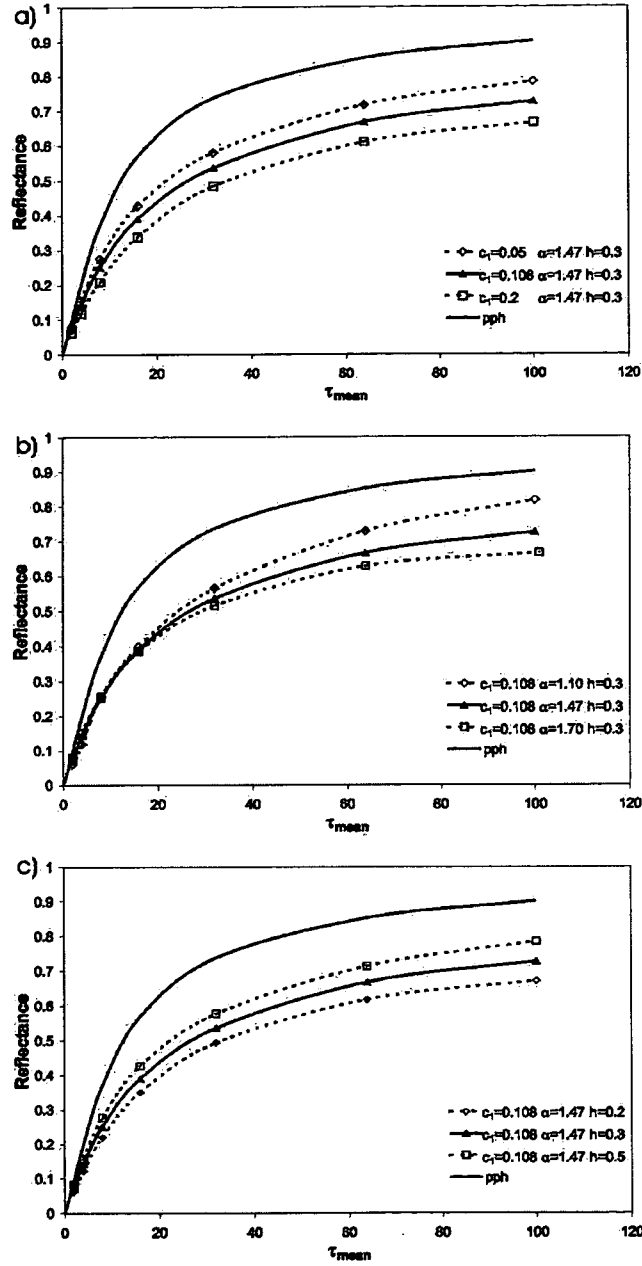 a)
1
0.9
0.8
0.7
0.6
0.5
0.4
0.3
0.2
0.1
0
Reflectance
c₁=0.05 α=1.47 h=0.3
c₁=0.108 α=1.47 h=0.3
c₁=0.2 α=1.47 h=0.3
pph
0 20 40 60 80 100 120
τmean
b)
1
0.9
0.8
0.7
0.6
0.5
0.4
0.3
0.2
0.1
0
Reflectance
c₁=0.108 α=1.10 h=0.3
c₁=0.108 α=1.47 h=0.3
c₁=0.108 α=1.70 h=0.3
pph
0 20 40 60 80 100 120
τmean
c)
1
0.9
0.8
0.7
0.6
0.5
0.4
0.3
0.2
0.1
0
Reflectance
c₁=0.108 α=1.47 h=0.2
c₁=0.108 α=1.47 h=0.3
c₁=0.108 α=1.47 h=0.5
pph
0 20 40 60 80 100 120
τmean